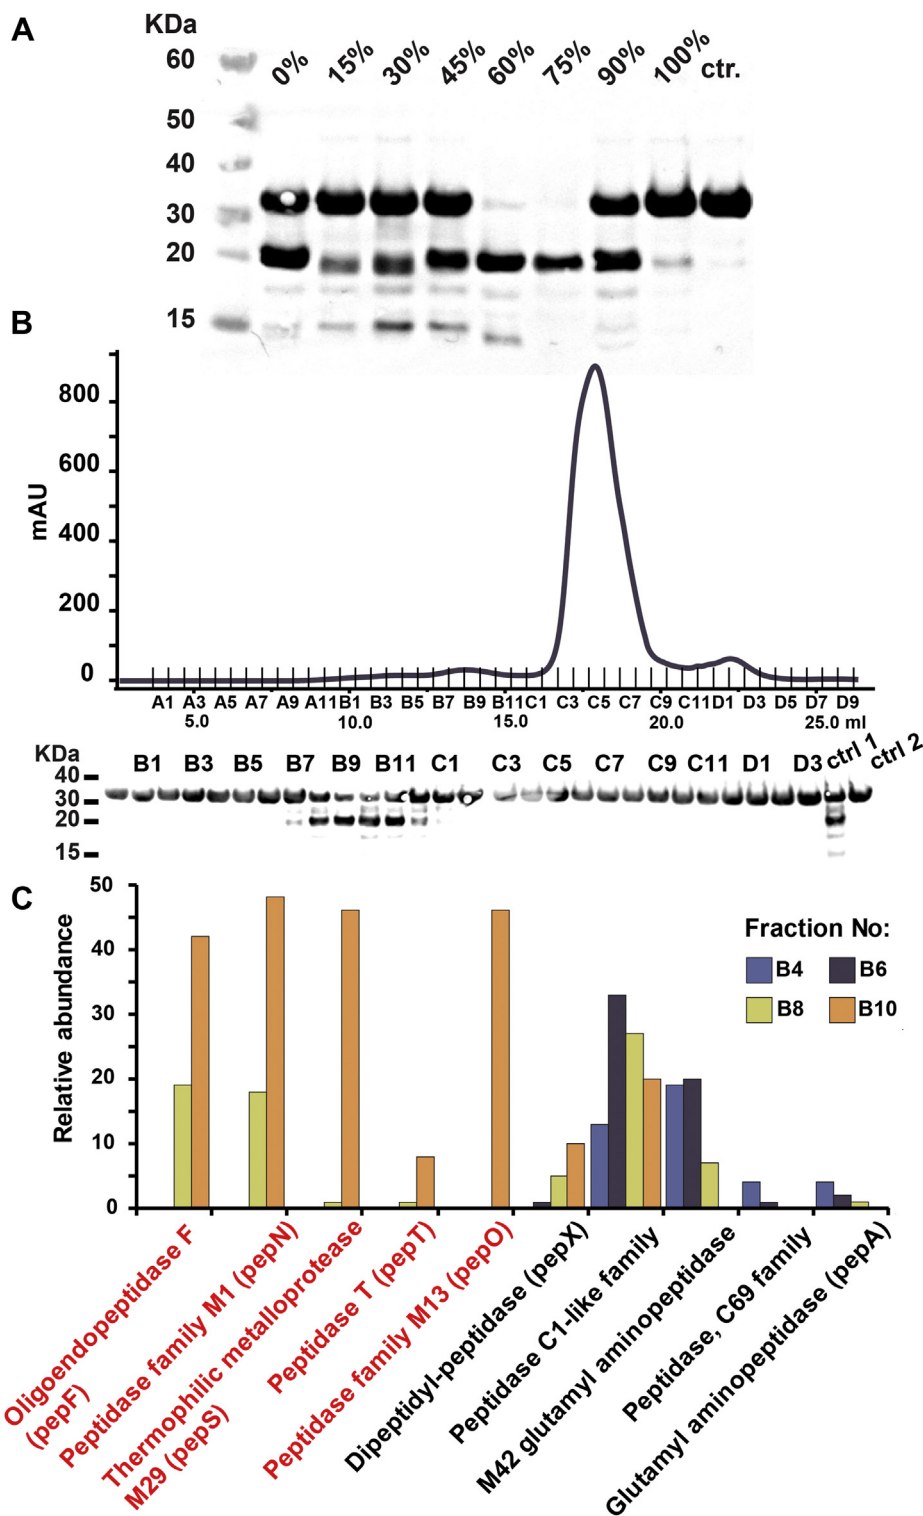 A
KDa
0% 15% 30% 45% 60% 75% 90% 100% ctr.
60
50
40
30
20
15
B
mAU
800
600
400
200
0
A1 A3 A5 A7 A9 A11 B1 B3 B5 B7 B9 B11 C1 C3 C5 C7 C9 C11 D1 D3 D5 D7 D9
5.0 10.0 15.0 20.0 25.0 ml
KDa
B1 B3 B5 B7 B9 B11 C1 C3 C5 C7 C9 C11 D1 D3 ctrl 1 ctrl 2
40
30
20
15
C
Relative abundance
50
40
30
20
10
0
Fraction No:
B4 B6
B8 B10
Oligoendopeptidase F
(pepF)
Peptidase family M1 (pepN)
Thermophilic metalloprotease
M29 (pepS)
Peptidase T (pepT)
Peptidase family M13 (pepO)
Dipeptidyl-peptidase (pepX)
Peptidase C1-like family
M42 glutamyl aminopeptidase
Peptidase, C69 family
Glutamyl aminopeptidase (pepA)